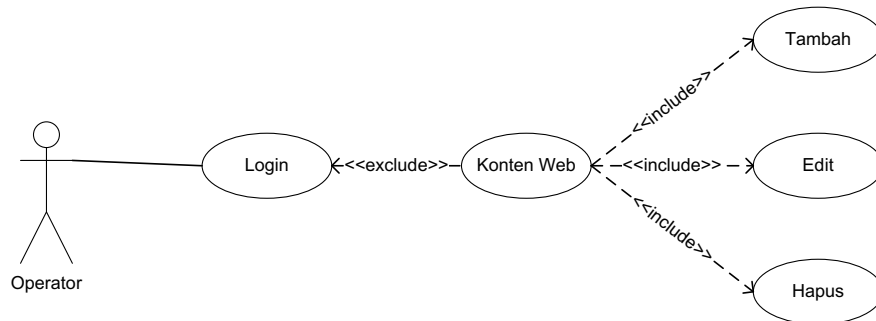 Tambah
<<include>>
Login
<<exclude>>
Konten Web
<<include>>
Edit
<<include>>
Operator
Hapus